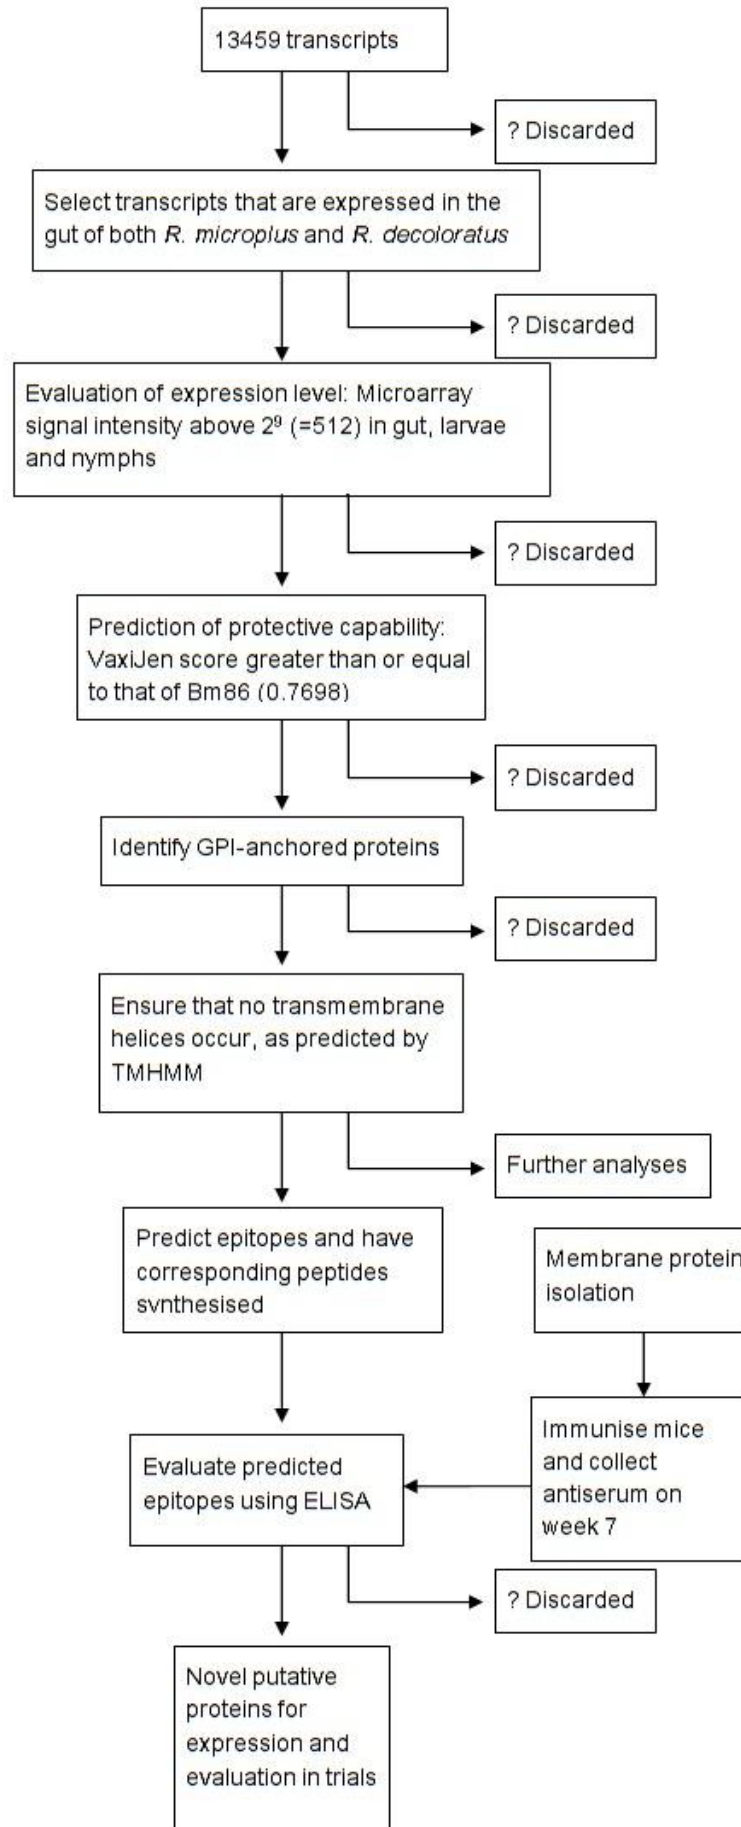 13459 transcripts
? Discarded
Select transcripts that are expressed in the
gut of both R. microplus and R. decoloratus
? Discarded
Evaluation of expression level: Microarray
signal intensity above 2⁹ (=512) in gut, larvae
and nymphs
? Discarded
Prediction of protective capability:
VaxiJen score greater than or equal
to that of Bm86 (0.7698)
? Discarded
Identify GPI-anchored proteins
? Discarded
Ensure that no transmembrane
helices occur, as predicted by
TMHMM
Further analyses
Predict epitopes and have
corresponding peptides
synthesised
Membrane protein
isolation
Immunise mice
and collect
antiserum on
week 7
Evaluate predicted
epitopes using ELISA
? Discarded
Novel putative
proteins for
expression and
evaluation in trials